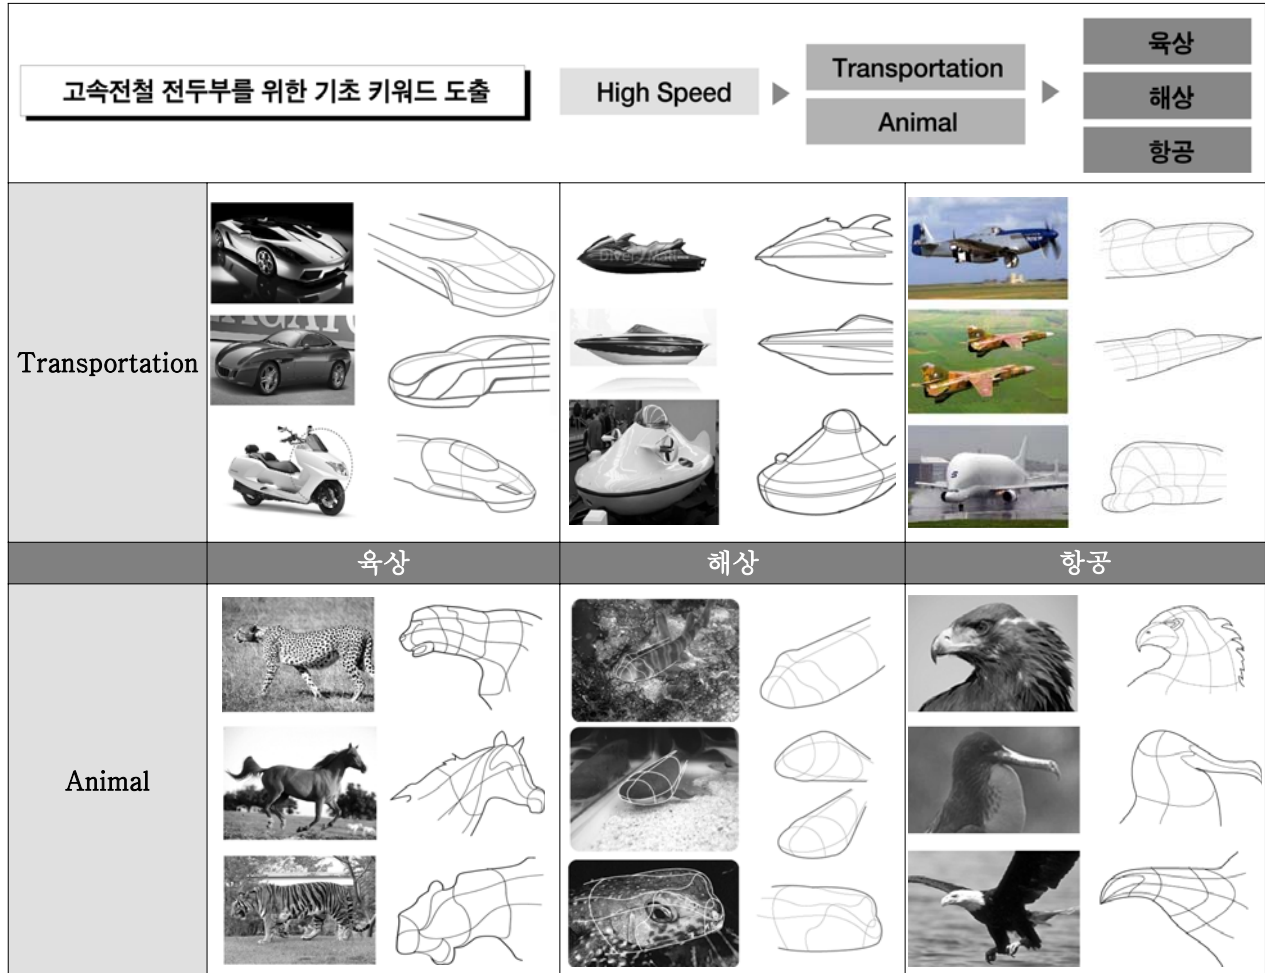 고속전철 전두부를 위한 기초 키워드 도출
High Speed
Transportation
Animal
육상
해상
항공
Transportation
육상
해상
항공
Animal